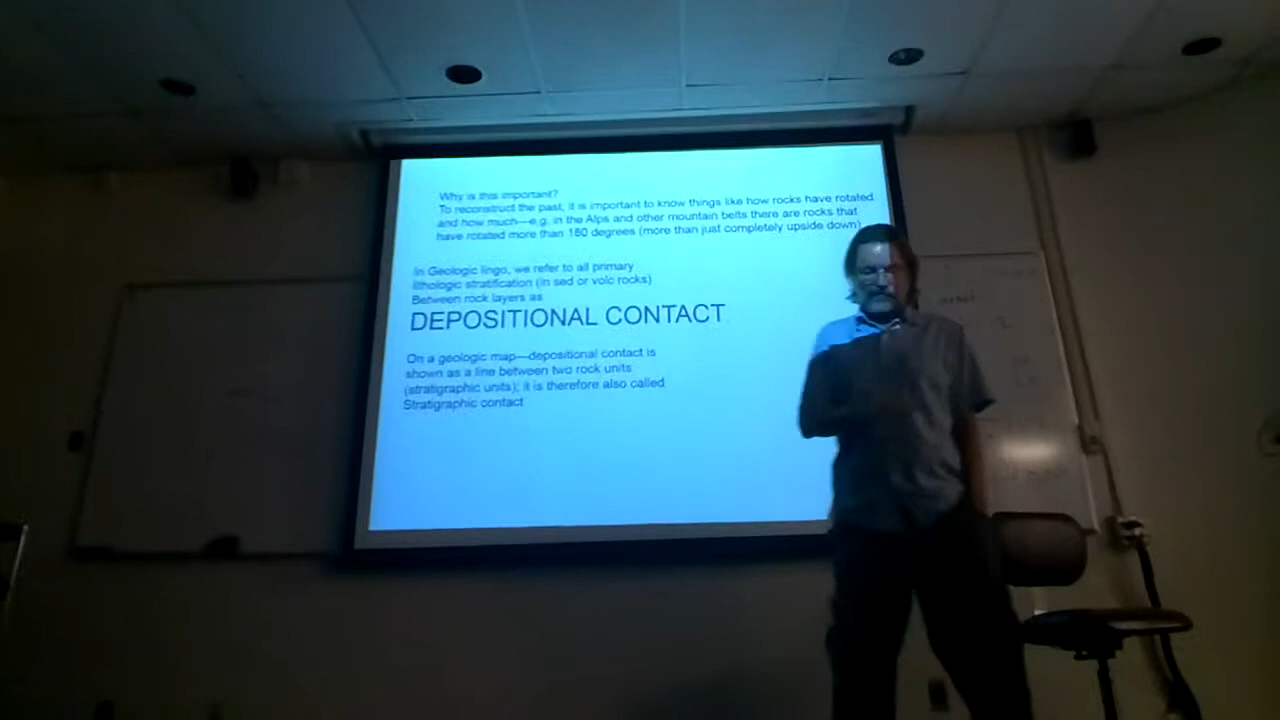 Why is this important?
To reconstruct the past, it is important to know things like how rocks have rotated
and how much—e.g. in the Alps and other mountain belts there are rocks that
have rotated more than 180 degrees (more than just completely upside down)
In Geologic lingo, we refer to all primary
lithologic stratification (in sed or volc rocks)
Between rock layers as
DEPOSITIONAL CONTACT
On a geologic map—depositional contact is
shown as a line between two rock units
(stratigraphic units); it is therefore also called
Stratigraphic contact